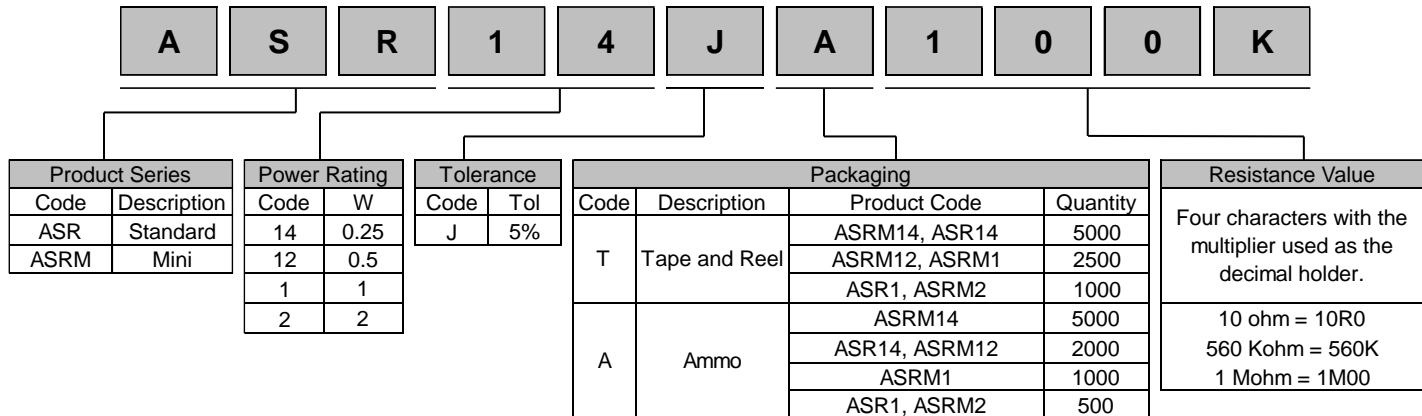 A S R 1 4 J A 1 0 0 K
Product Series
Code Description
ASR Standard
ASRM Mini
Power Rating
Code W
14 0.25
12 0.5
1 1
2 2
Tolerance
Code Tol
J 5%
Packaging
Code Description Product Code Quantity
T Tape and Reel ASRM14, ASR14 5000
ASRM12, ASRM1 2500
ASR1, ASRM2 1000
A Ammo ASRM14 5000
ASR14, ASRM12 2000
ASRM1 1000
ASR1, ASRM2 500
Resistance Value
Four characters with the
multiplier used as the
decimal holder.
10 ohm = 10R0
560 Kohm = 560K
1 Mohm = 1M00